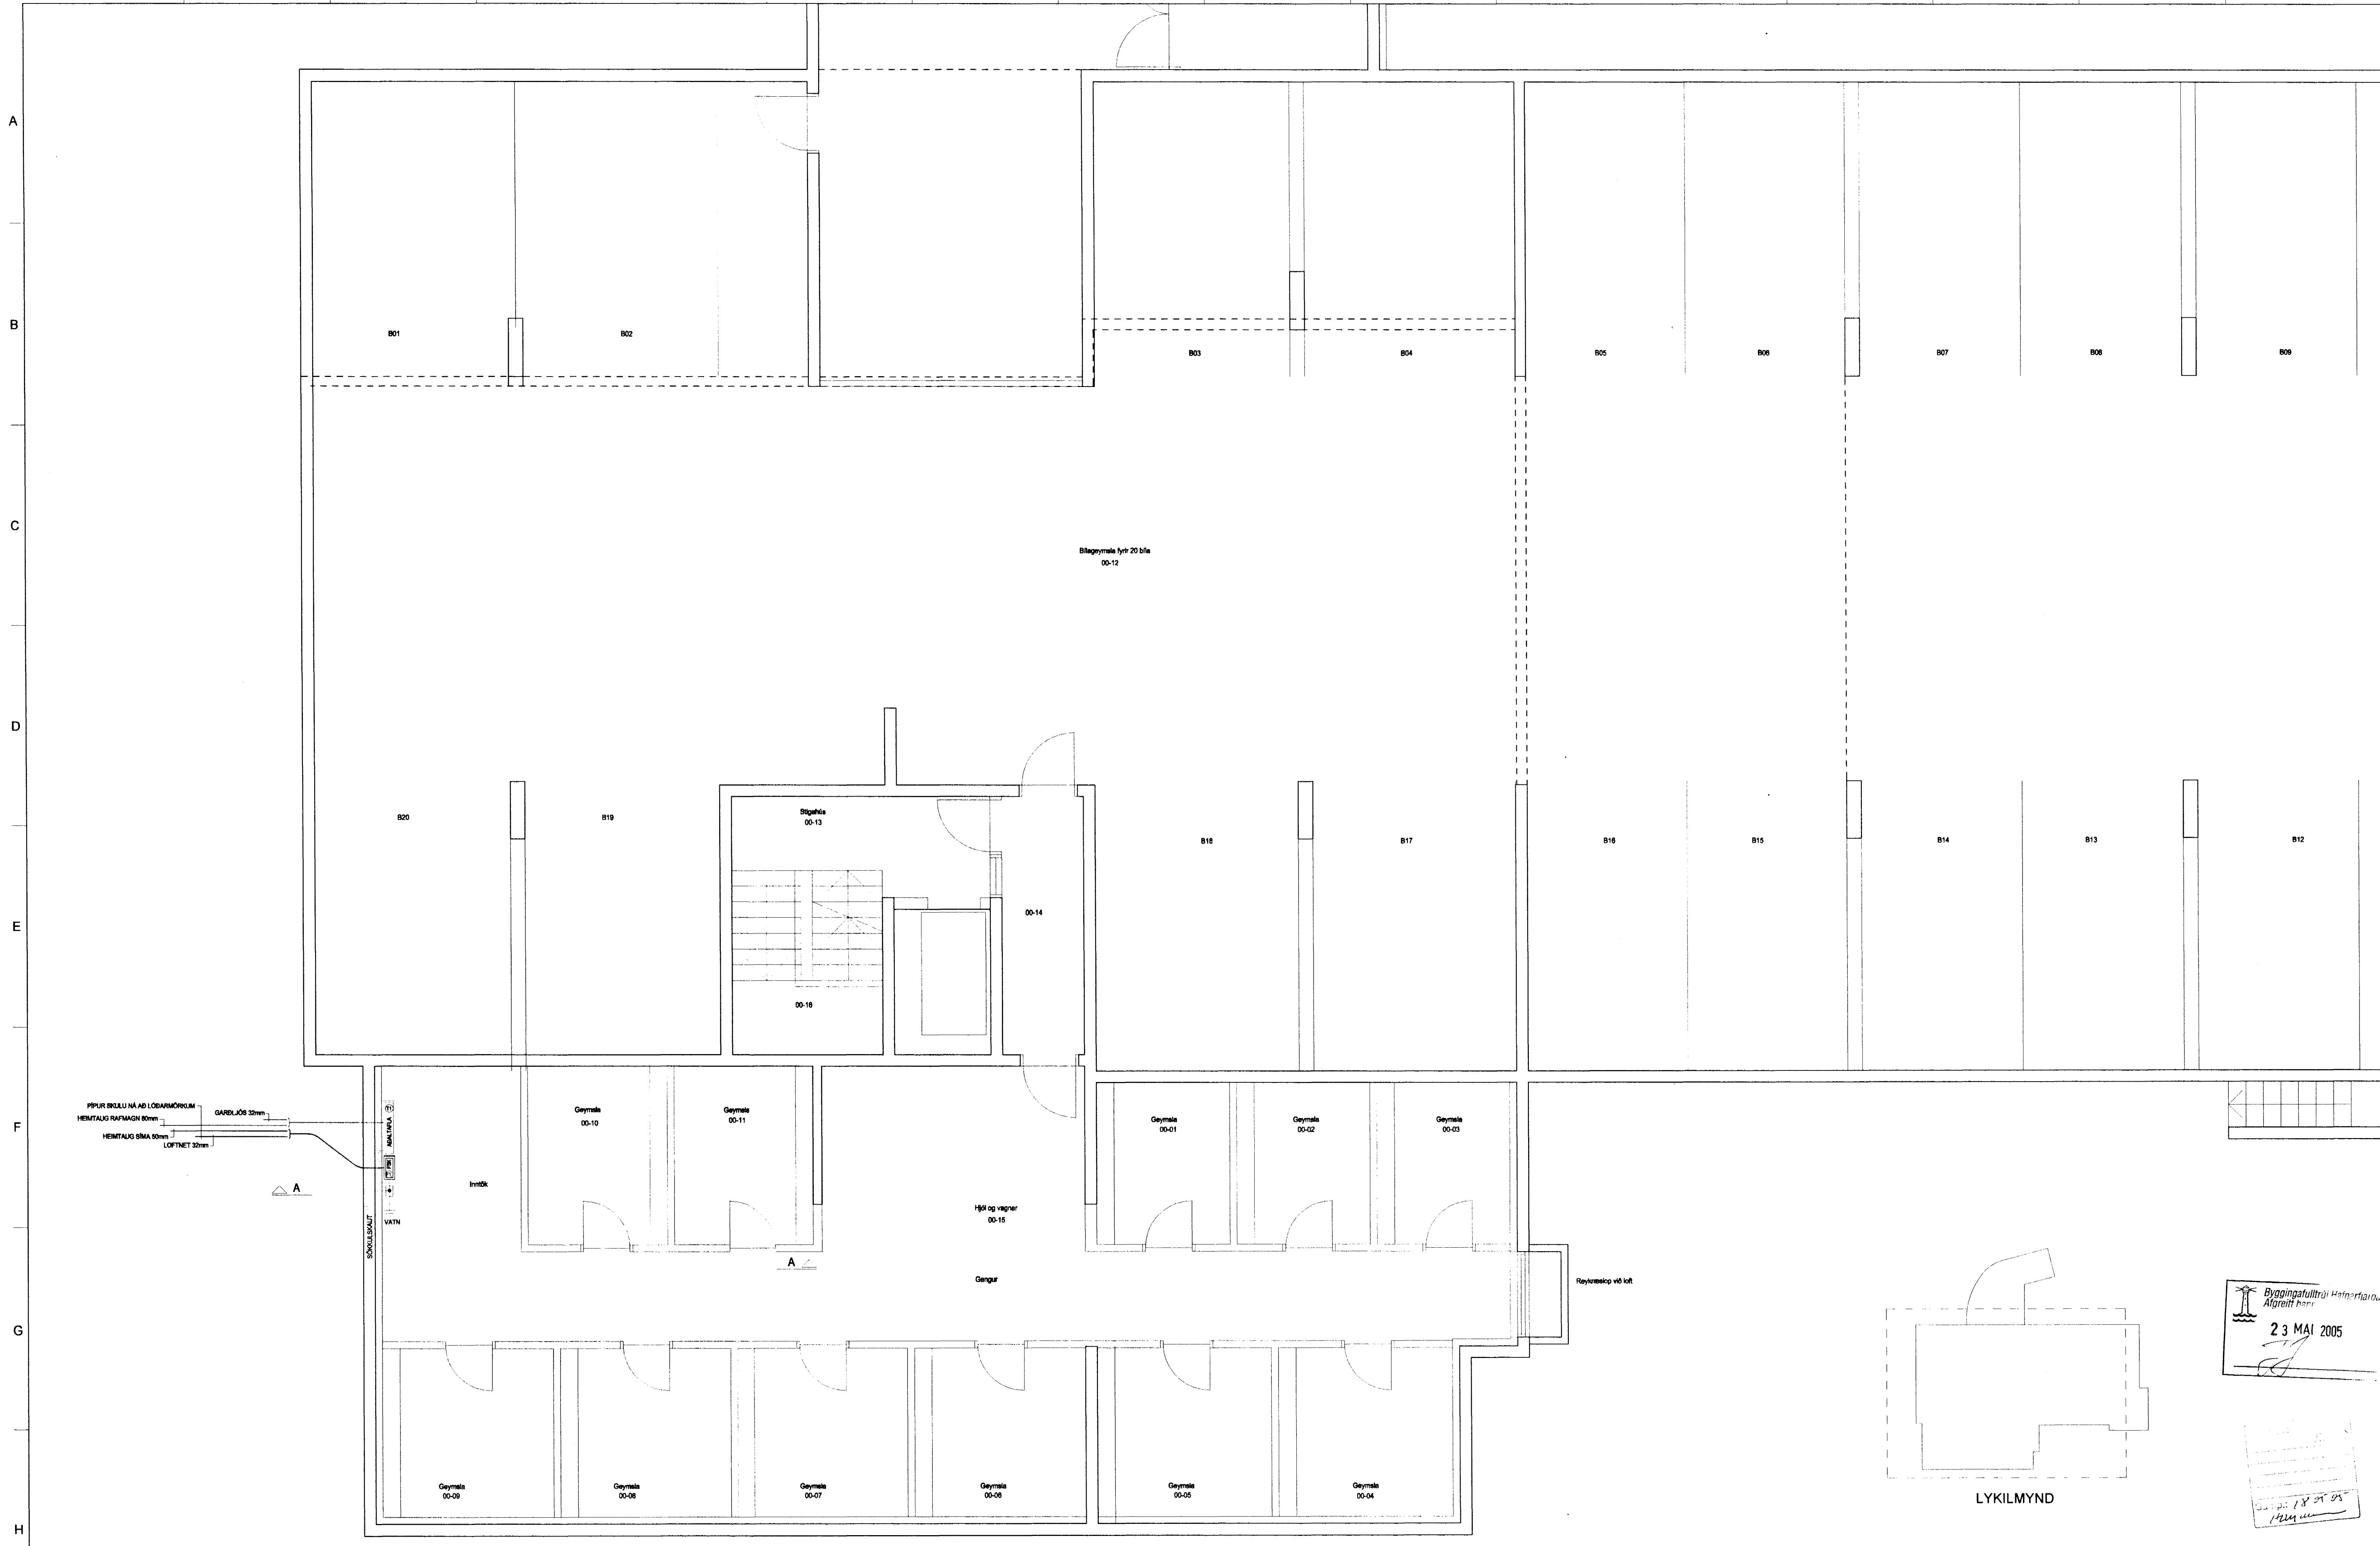 A
B
C
D
E
F
G
H
B01
B02
B03
B04
B05
B06
B07
B08
B09
Bílageymsla fyrir 20 bíla
00-12
B20
B19
Stigahús
00-13
00-14
00-16
B18
B17
B16
B15
B14
B13
B12
PÍPUR SKULU NÁ AÐ LÓÐARMÖRKUM
GARÐLJÓS 32mm
HEIMTAUG RAFMAGN 80mm
HEIMTAUG SÍMA 50mm
LOFTNET 32mm
A
T1
AÐALTAFLA
VATN
SÖKKULSKAUT
Inntök
Geymsla
00-10
Geymsla
00-11
Hjól og vagnar
00-15
Geymsla
00-01
Geymsla
00-02
Geymsla
00-03
A
Gangur
Reykræsiop við loft
Geymsla
00-09
Geymsla
00-08
Geymsla
00-07
Geymsla
00-06
Geymsla
00-05
Geymsla
00-04
LYKILMYND
Byggingafulltrúi
Afgreitt
23 MAI 2005